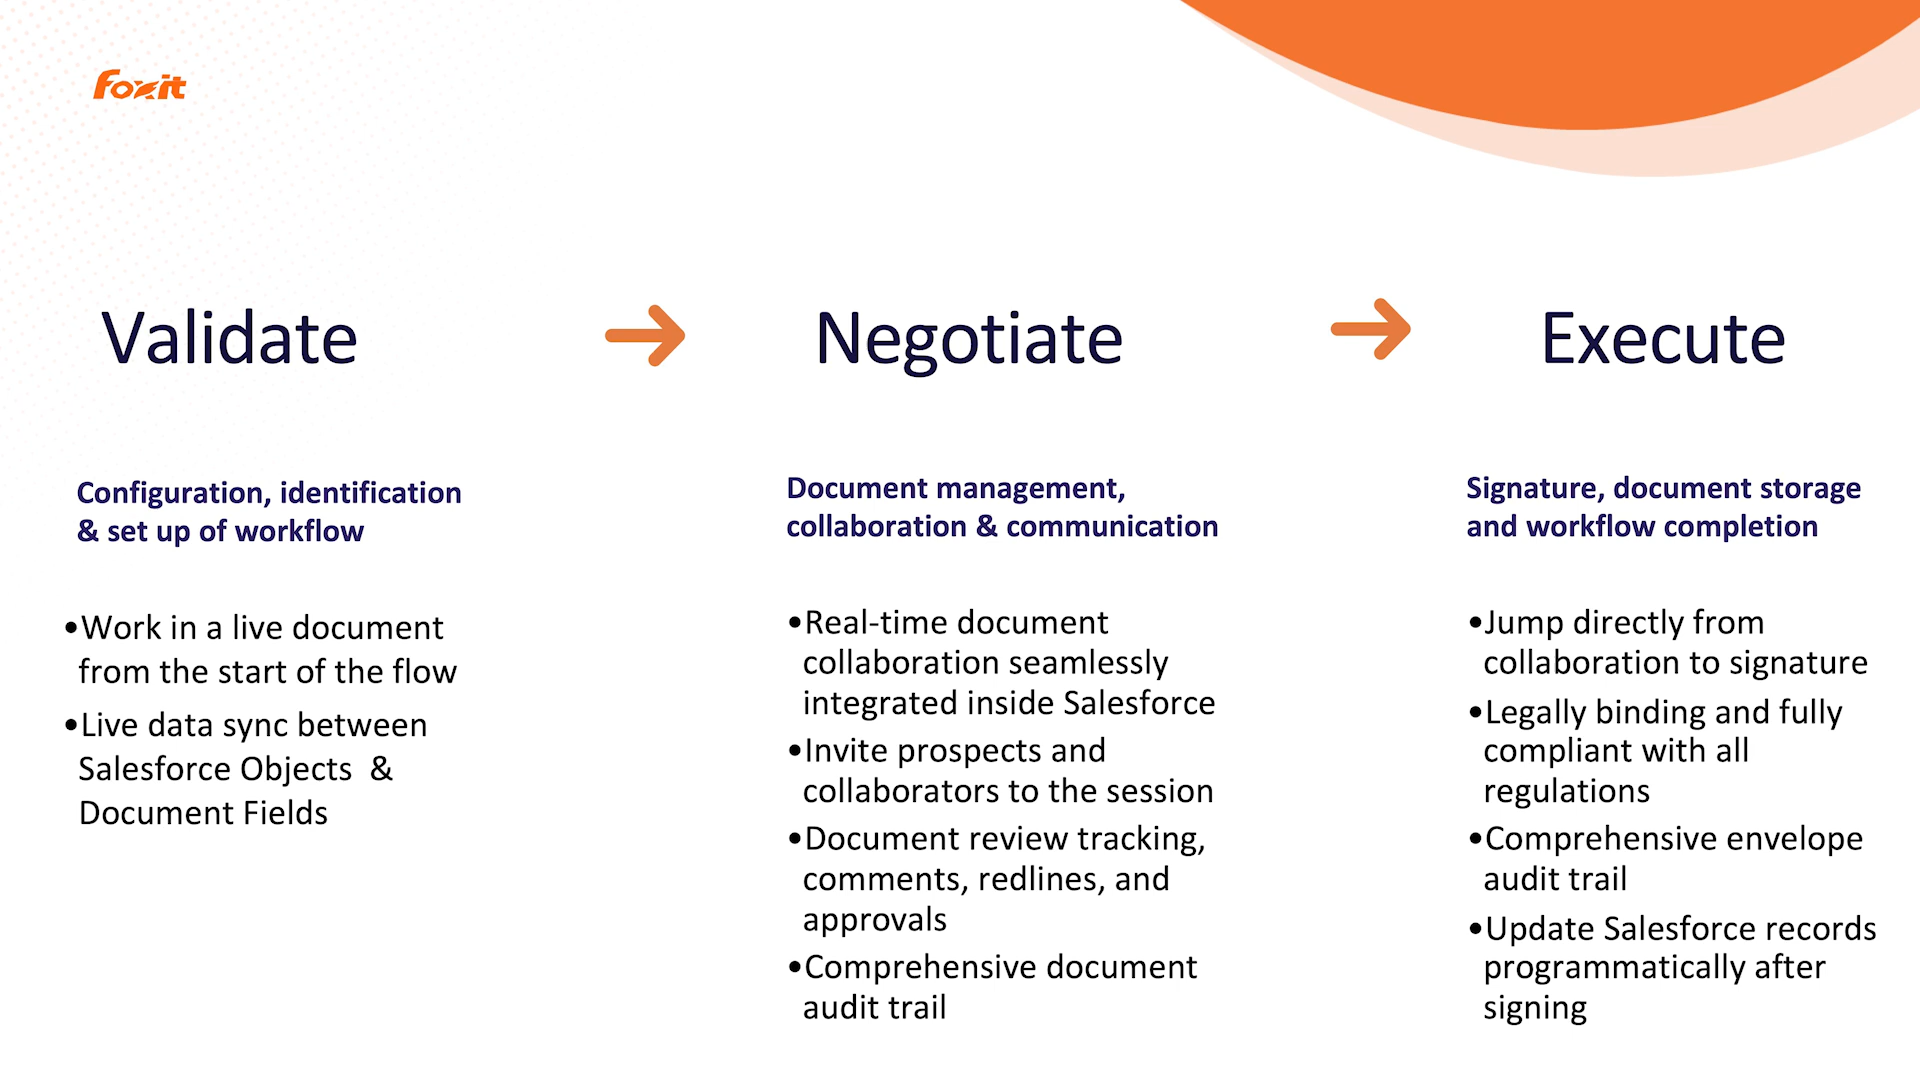 Foxit
Validate
Configuration, identification
& set up of workflow
•Work in a live document
from the start of the flow
•Live data sync between
Salesforce Objects  &
Document Fields
Negotiate
Document management,
collaboration & communication
•Real-time document
collaboration seamlessly
integrated inside Salesforce
•Invite prospects and
collaborators to the session
•Document review tracking,
comments, redlines, and
approvals
•Comprehensive document
audit trail
Execute
Signature, document storage
and workflow completion
•Jump directly from
collaboration to signature
•Legally binding and fully
compliant with all
regulations
•Comprehensive envelope
audit trail
•Update Salesforce records
programmatically after
signing